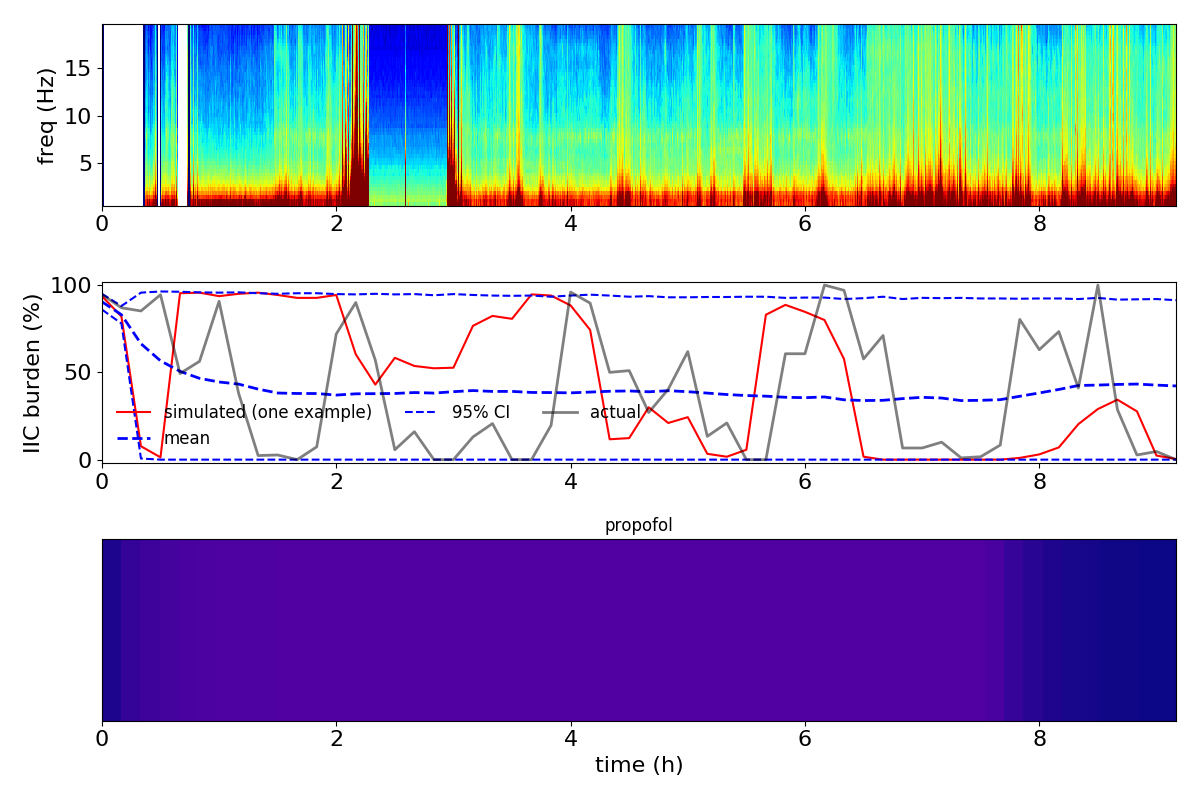 freq (Hz)
15
10
5
0 2 4 6 8
IIC burden (%)
100
50
0
simulated (one example) 95% CI actual
mean
0 2 4 6 8
propofol
0 2 4 6 8
time (h)